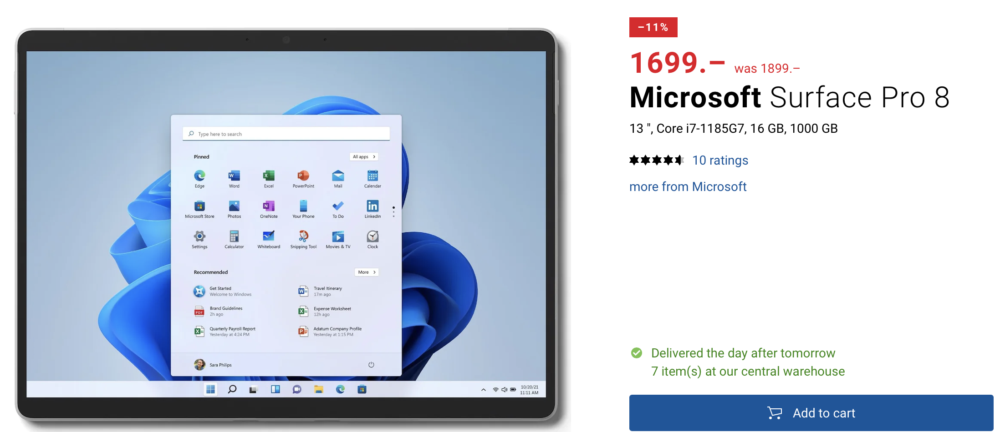 Type here to search
Pinned
All apps >
Edge
Word
Excel
PowerPoint
Mail
Calendar
Microsoft Store
Photos
OneNote
Your Phone
To Do
LinkedIn
Settings
Calculator
Whiteboard
Snipping Tool
Movies & TV
Clock
Recommended
More >
Get Started
Welcome to Windows
Travel Itinerary
17m ago
Brand Guidelines
2h ago
Expense Worksheet
12h ago
Quarterly Payroll Report
Yesterday at 4:24 PM
Adatum Company Profile
Yesterday at 1:15 PM
Sara Philips
10/20/21
11:11 AM
–11%
1699.– was 1899.–
Microsoft Surface Pro 8
13 ", Core i7-1185G7, 16 GB, 1000 GB
10 ratings
more from Microsoft
Delivered the day after tomorrow
7 item(s) at our central warehouse
Add to cart